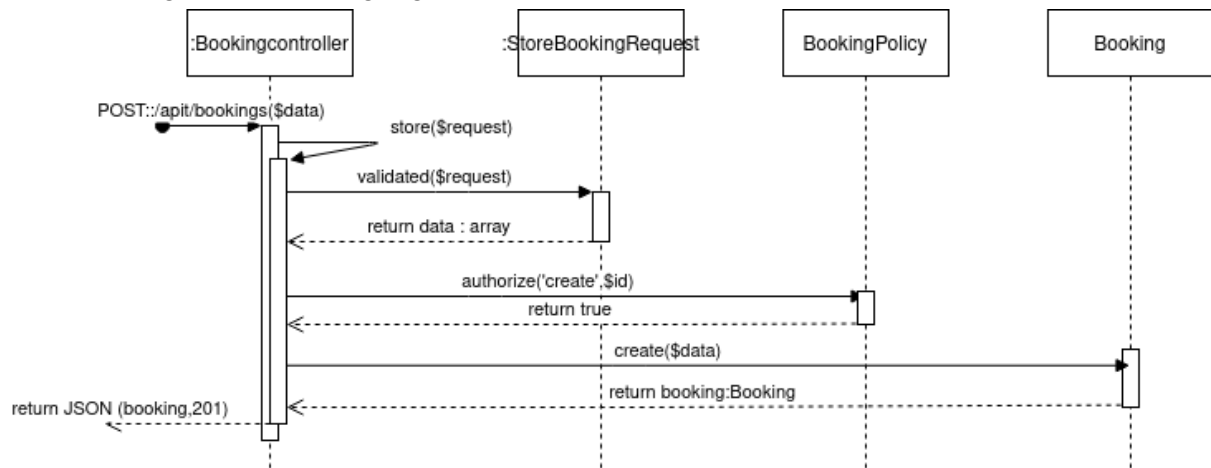 :Bookingcontroller
:StoreBookingRequest
BookingPolicy
Booking
POST::/apit/bookings($data)
store($request)
validated($request)
return data : array
authorize('create',$id)
return true
create($data)
return booking:Booking
return JSON (booking,201)